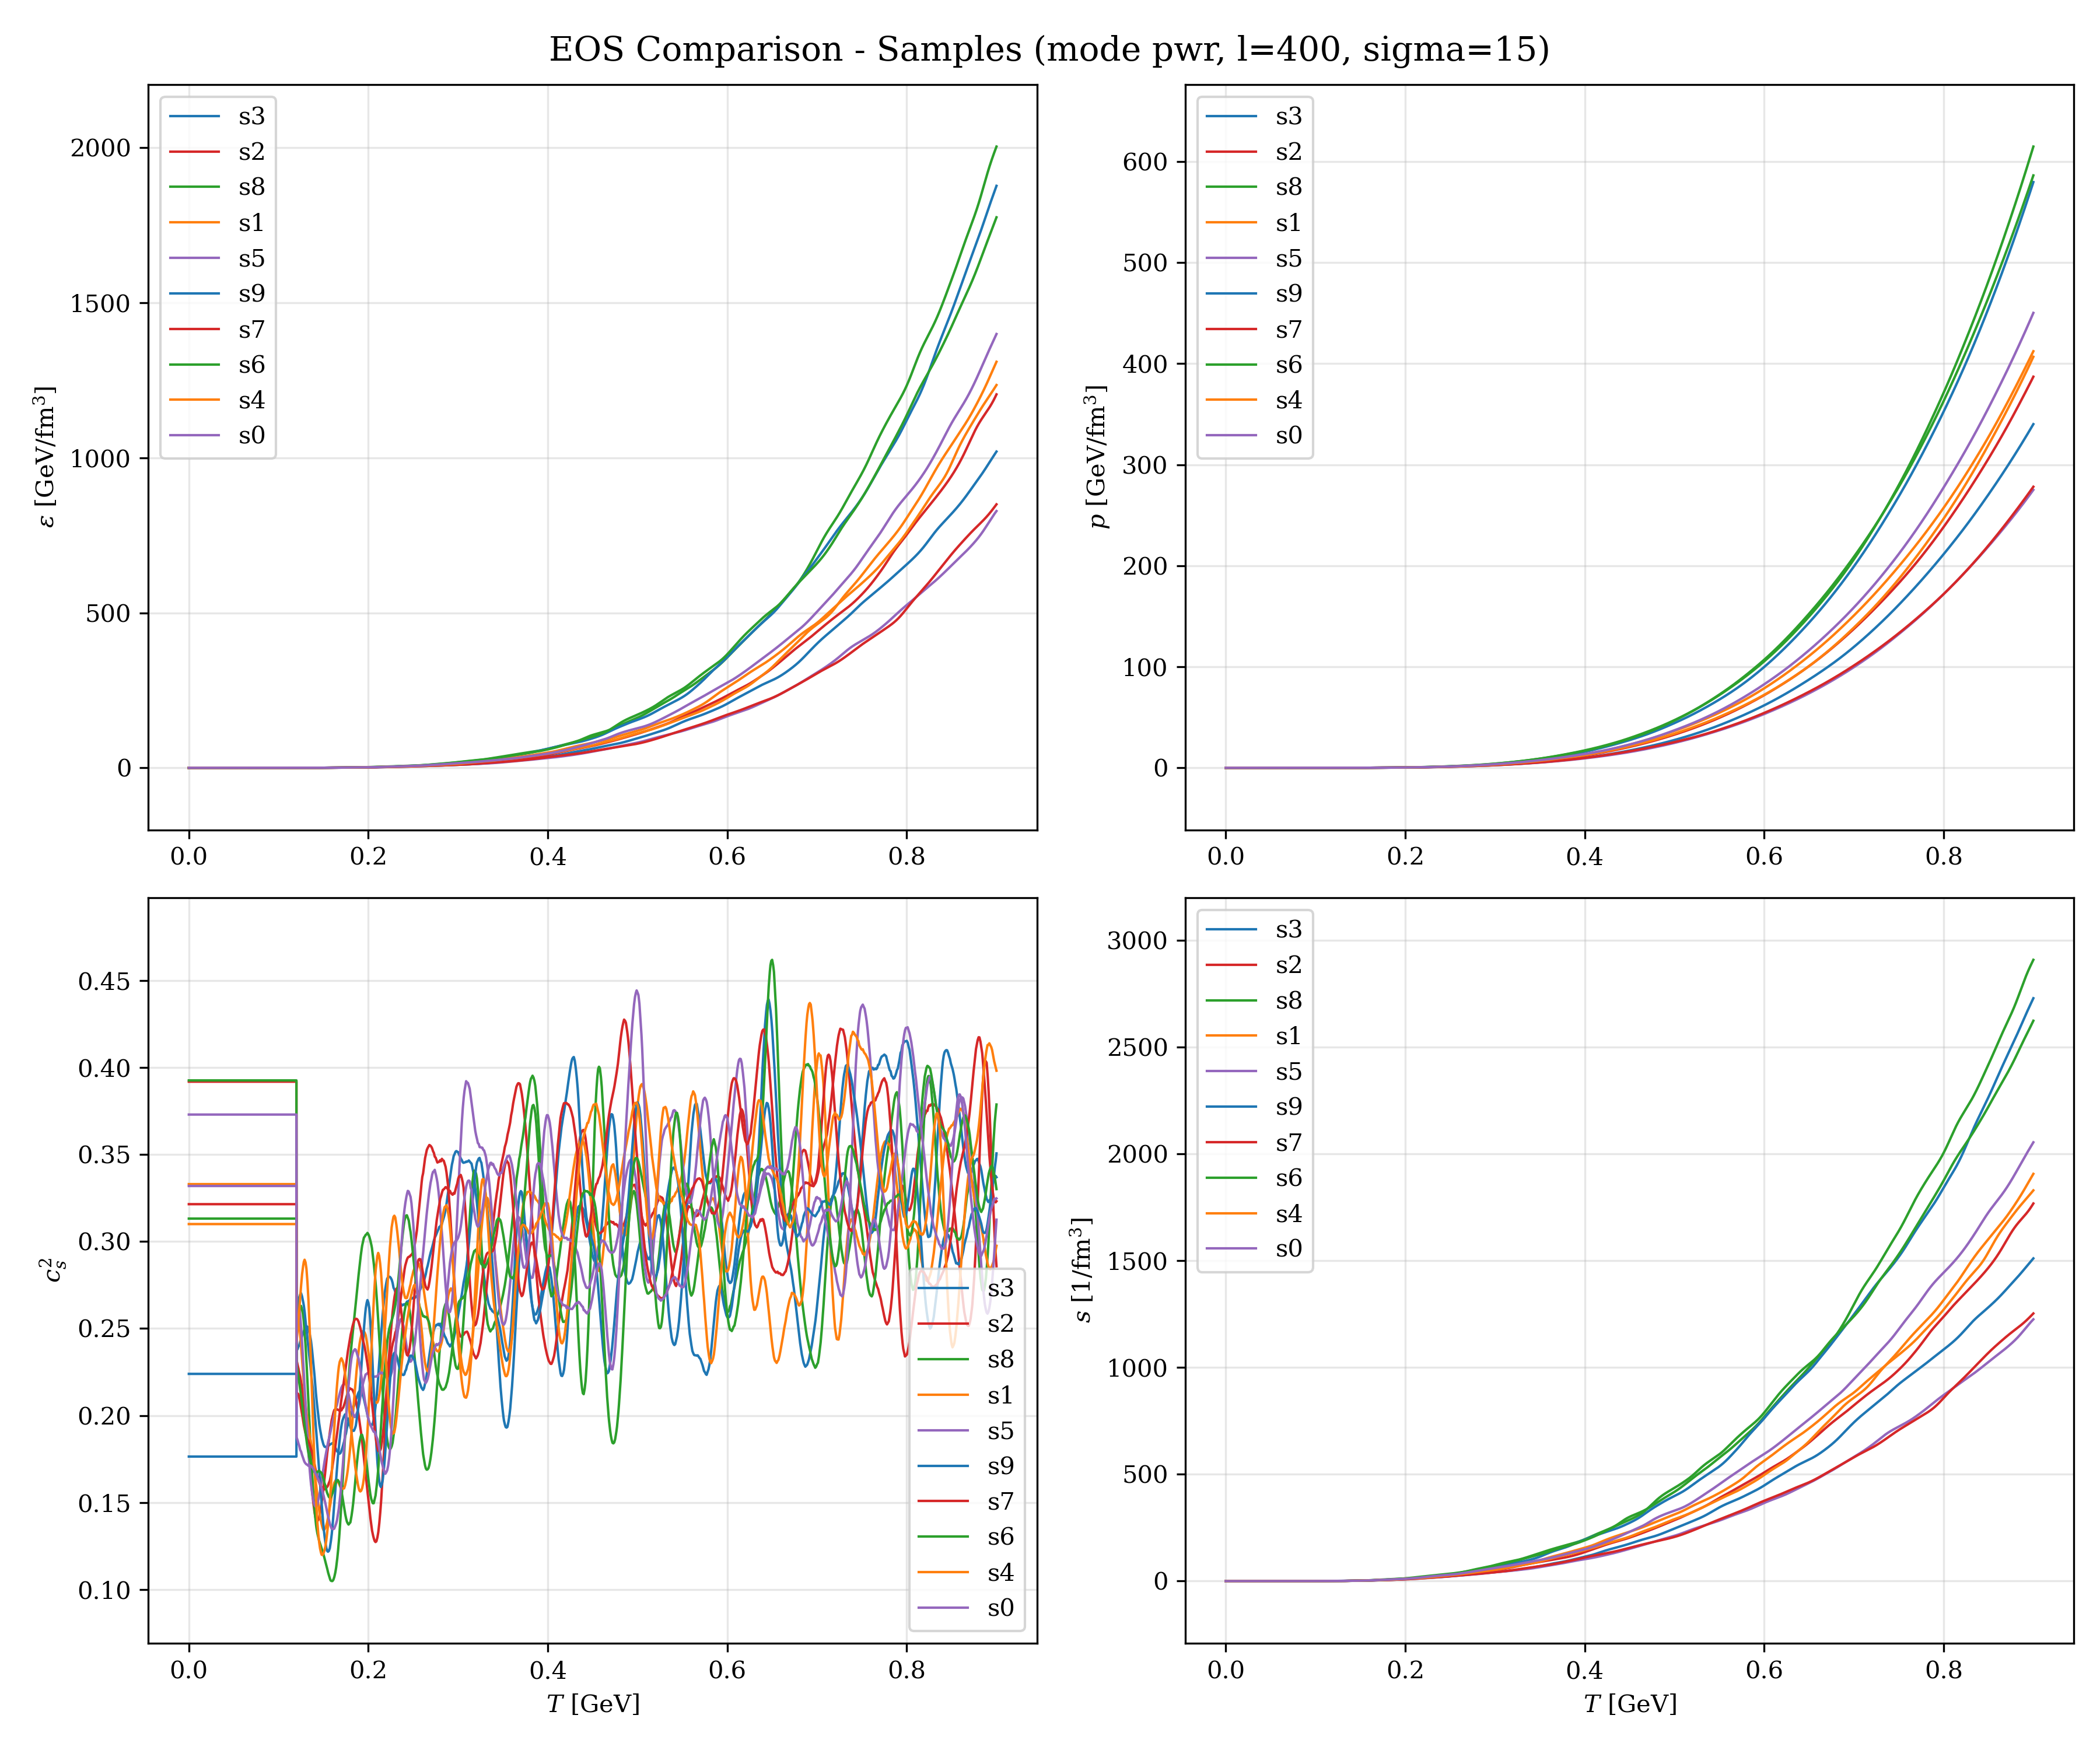 EOS Comparison - Samples (mode pwr, l=400, sigma=15)
ε [GeV/fm³]
2000
1500
1000
500
0
0.0 0.2 0.4 0.6 0.8
s3
s2
s8
s1
s5
s9
s7
s6
s4
s0
p [GeV/fm³]
600
500
400
300
200
100
0
0.0 0.2 0.4 0.6 0.8
s3
s2
s8
s1
s5
s9
s7
s6
s4
s0
c_s^2
0.45
0.40
0.35
0.30
0.25
0.20
0.15
0.10
0.0 0.2 0.4 0.6 0.8
T [GeV]
s3
s2
s8
s1
s5
s9
s7
s6
s4
s0
s [1/fm³]
3000
2500
2000
1500
1000
500
0
0.0 0.2 0.4 0.6 0.8
T [GeV]
s3
s2
s8
s1
s5
s9
s7
s6
s4
s0